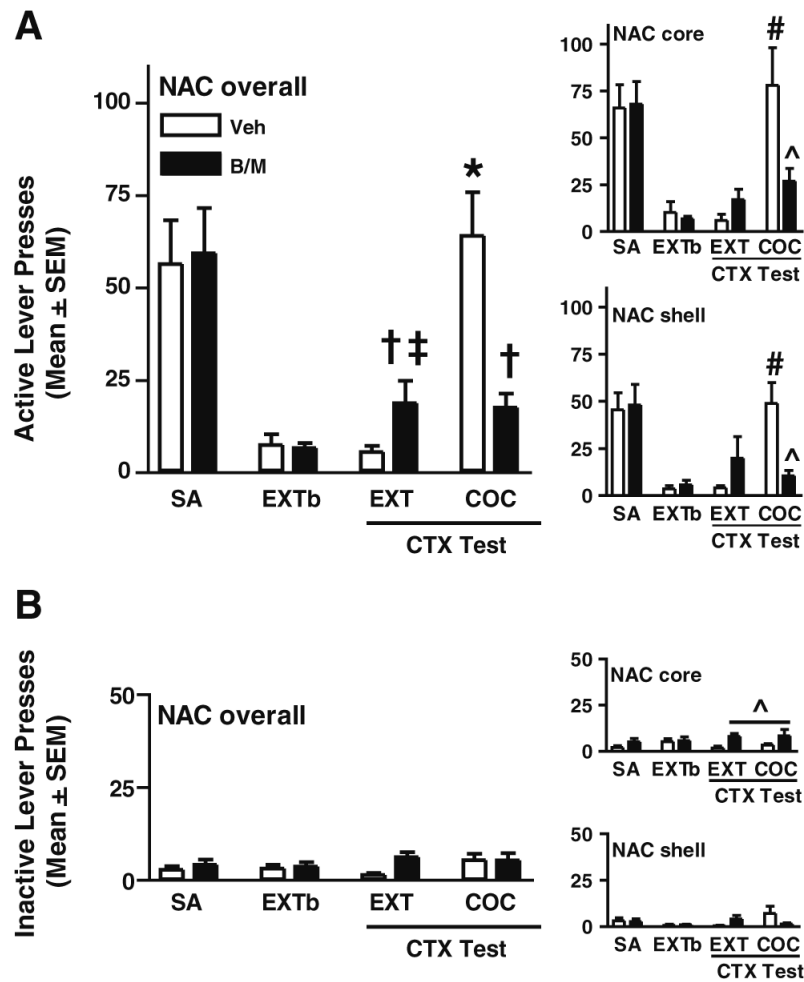 A
Active Lever Presses
(Mean ± SEM)
NAC overall
Veh
B/M
100
75
50
25
0
*
† ‡
†
SA EXTb EXT COC
CTX Test
NAC core
100
75
50
25
0
#
^
SA EXTb EXT COC
CTX Test
NAC shell
100
75
50
25
0
#
^
SA EXTb EXT COC
CTX Test
B
Inactive Lever Presses
(Mean ± SEM)
NAC overall
50
25
0
SA EXTb EXT COC
CTX Test
NAC core
50
25
0
^
SA EXTb EXT COC
CTX Test
NAC shell
50
25
0
SA EXTb EXT COC
CTX Test